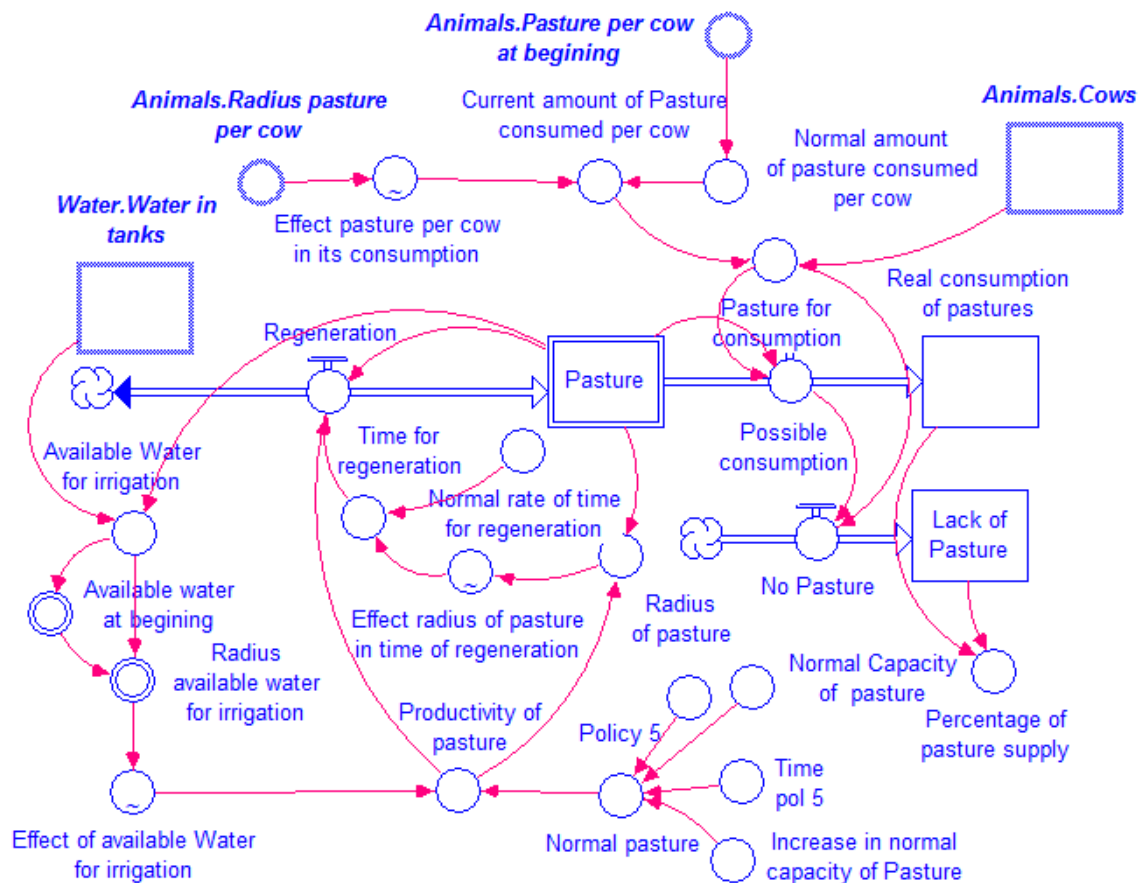 Animals.Pasture per cow
at begining
Animals.Radius pasture
per cow
Current amount of Pasture
consumed per cow
Animals.Cows
Normal amount
of pasture consumed
per cow
Water.Water in
tanks
Effect pasture per cow
in its consumption
Real consumption
of pastures
Regeneration
Pasture for
consumption
Pasture
Available Water
for irrigation
Time for
regeneration
Possible
consumption
Normal rate of time
for regeneration
Lack of
Pasture
No Pasture
Available water
at begining
Effect radius of pasture
in time of regeneration
Radius
of pasture
Radius
available water
for irrigation
Normal Capacity
of pasture
Productivity of
pasture
Policy 5
Percentage of
pasture supply
Time
pol 5
Effect of available Water
for irrigation
Normal pasture
Increase in normal
capacity of Pasture
~
~
~